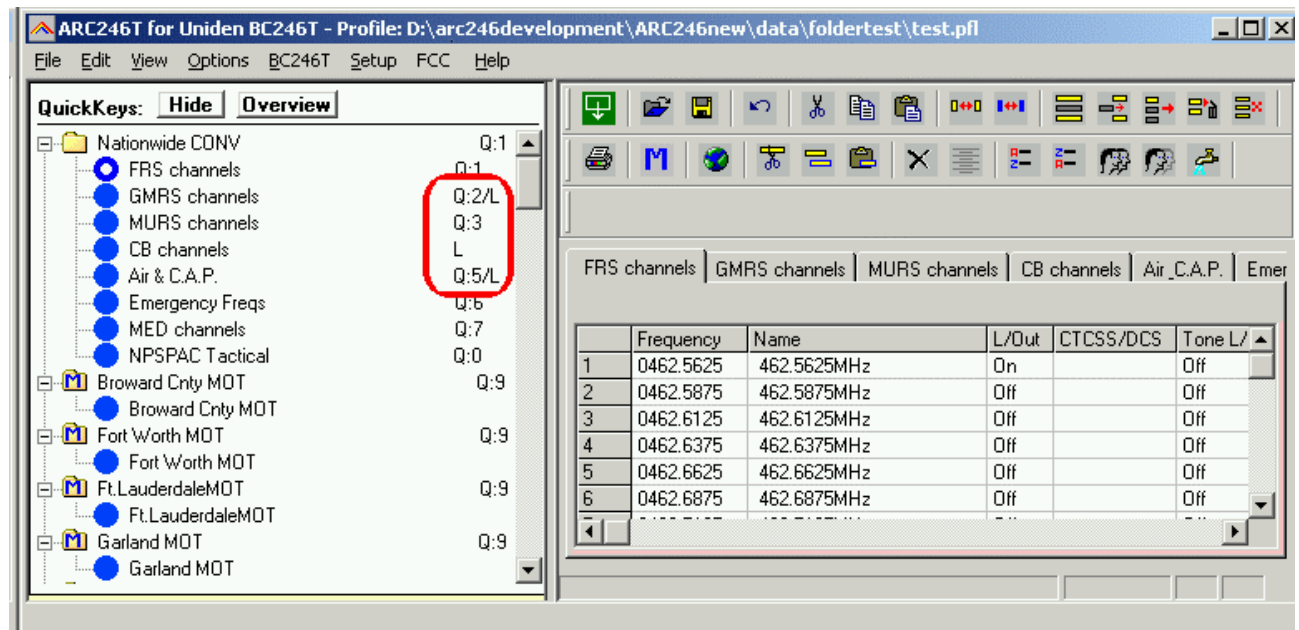 ARC246T for Uniden BC246T - Profile: D:\arc246development\ARC246new\data\foldertest\test.pfl
File Edit View Options BC246T Setup FCC Help
QuickKeys: Hide Overview
Nationwide CONV Q:1
FRS channels Q:1
GMRS channels Q:2/L
MURS channels Q:3
CB channels L
Air & C.A.P. Q:5/L
Emergency Freqs Q:6
MED channels Q:7
NPSPAC Tactical Q:0
M Broward Cnty MOT Q:9
Broward Cnty MOT
M Fort Worth MOT Q:9
Fort Worth MOT
M Ft.LauderdaleMOT Q:9
Ft.LauderdaleMOT
M Garland MOT Q:9
Garland MOT
M
FRS channels GMRS channels MURS channels CB channels Air_C.A.P. Emer
Frequency Name L/Out CTCSS/DCS Tone L/
1 0462.5625 462.5625MHz On Off
2 0462.5875 462.5875MHz Off Off
3 0462.6125 462.6125MHz Off Off
4 0462.6375 462.6375MHz Off Off
5 0462.6625 462.6625MHz Off Off
6 0462.6875 462.6875MHz Off Off